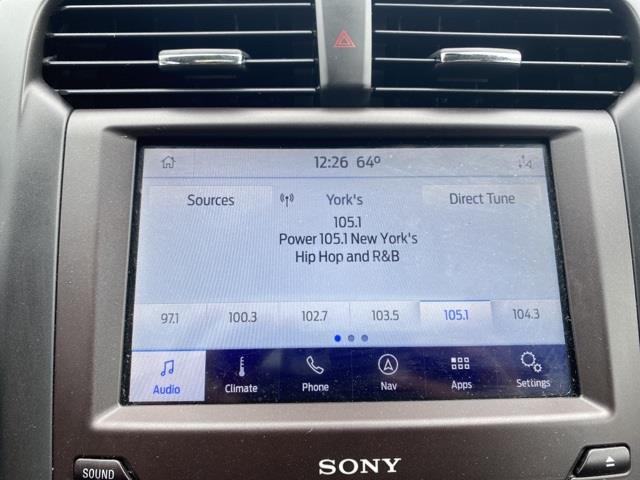 12:26 64°
Sources York's Direct Tune
105.1
Power 105.1 New York's
Hip Hop and R&B
97.1 100.3 102.7 103.5 105.1 104.3
Audio Climate Phone Nav Apps Settings
SONY
SOUND